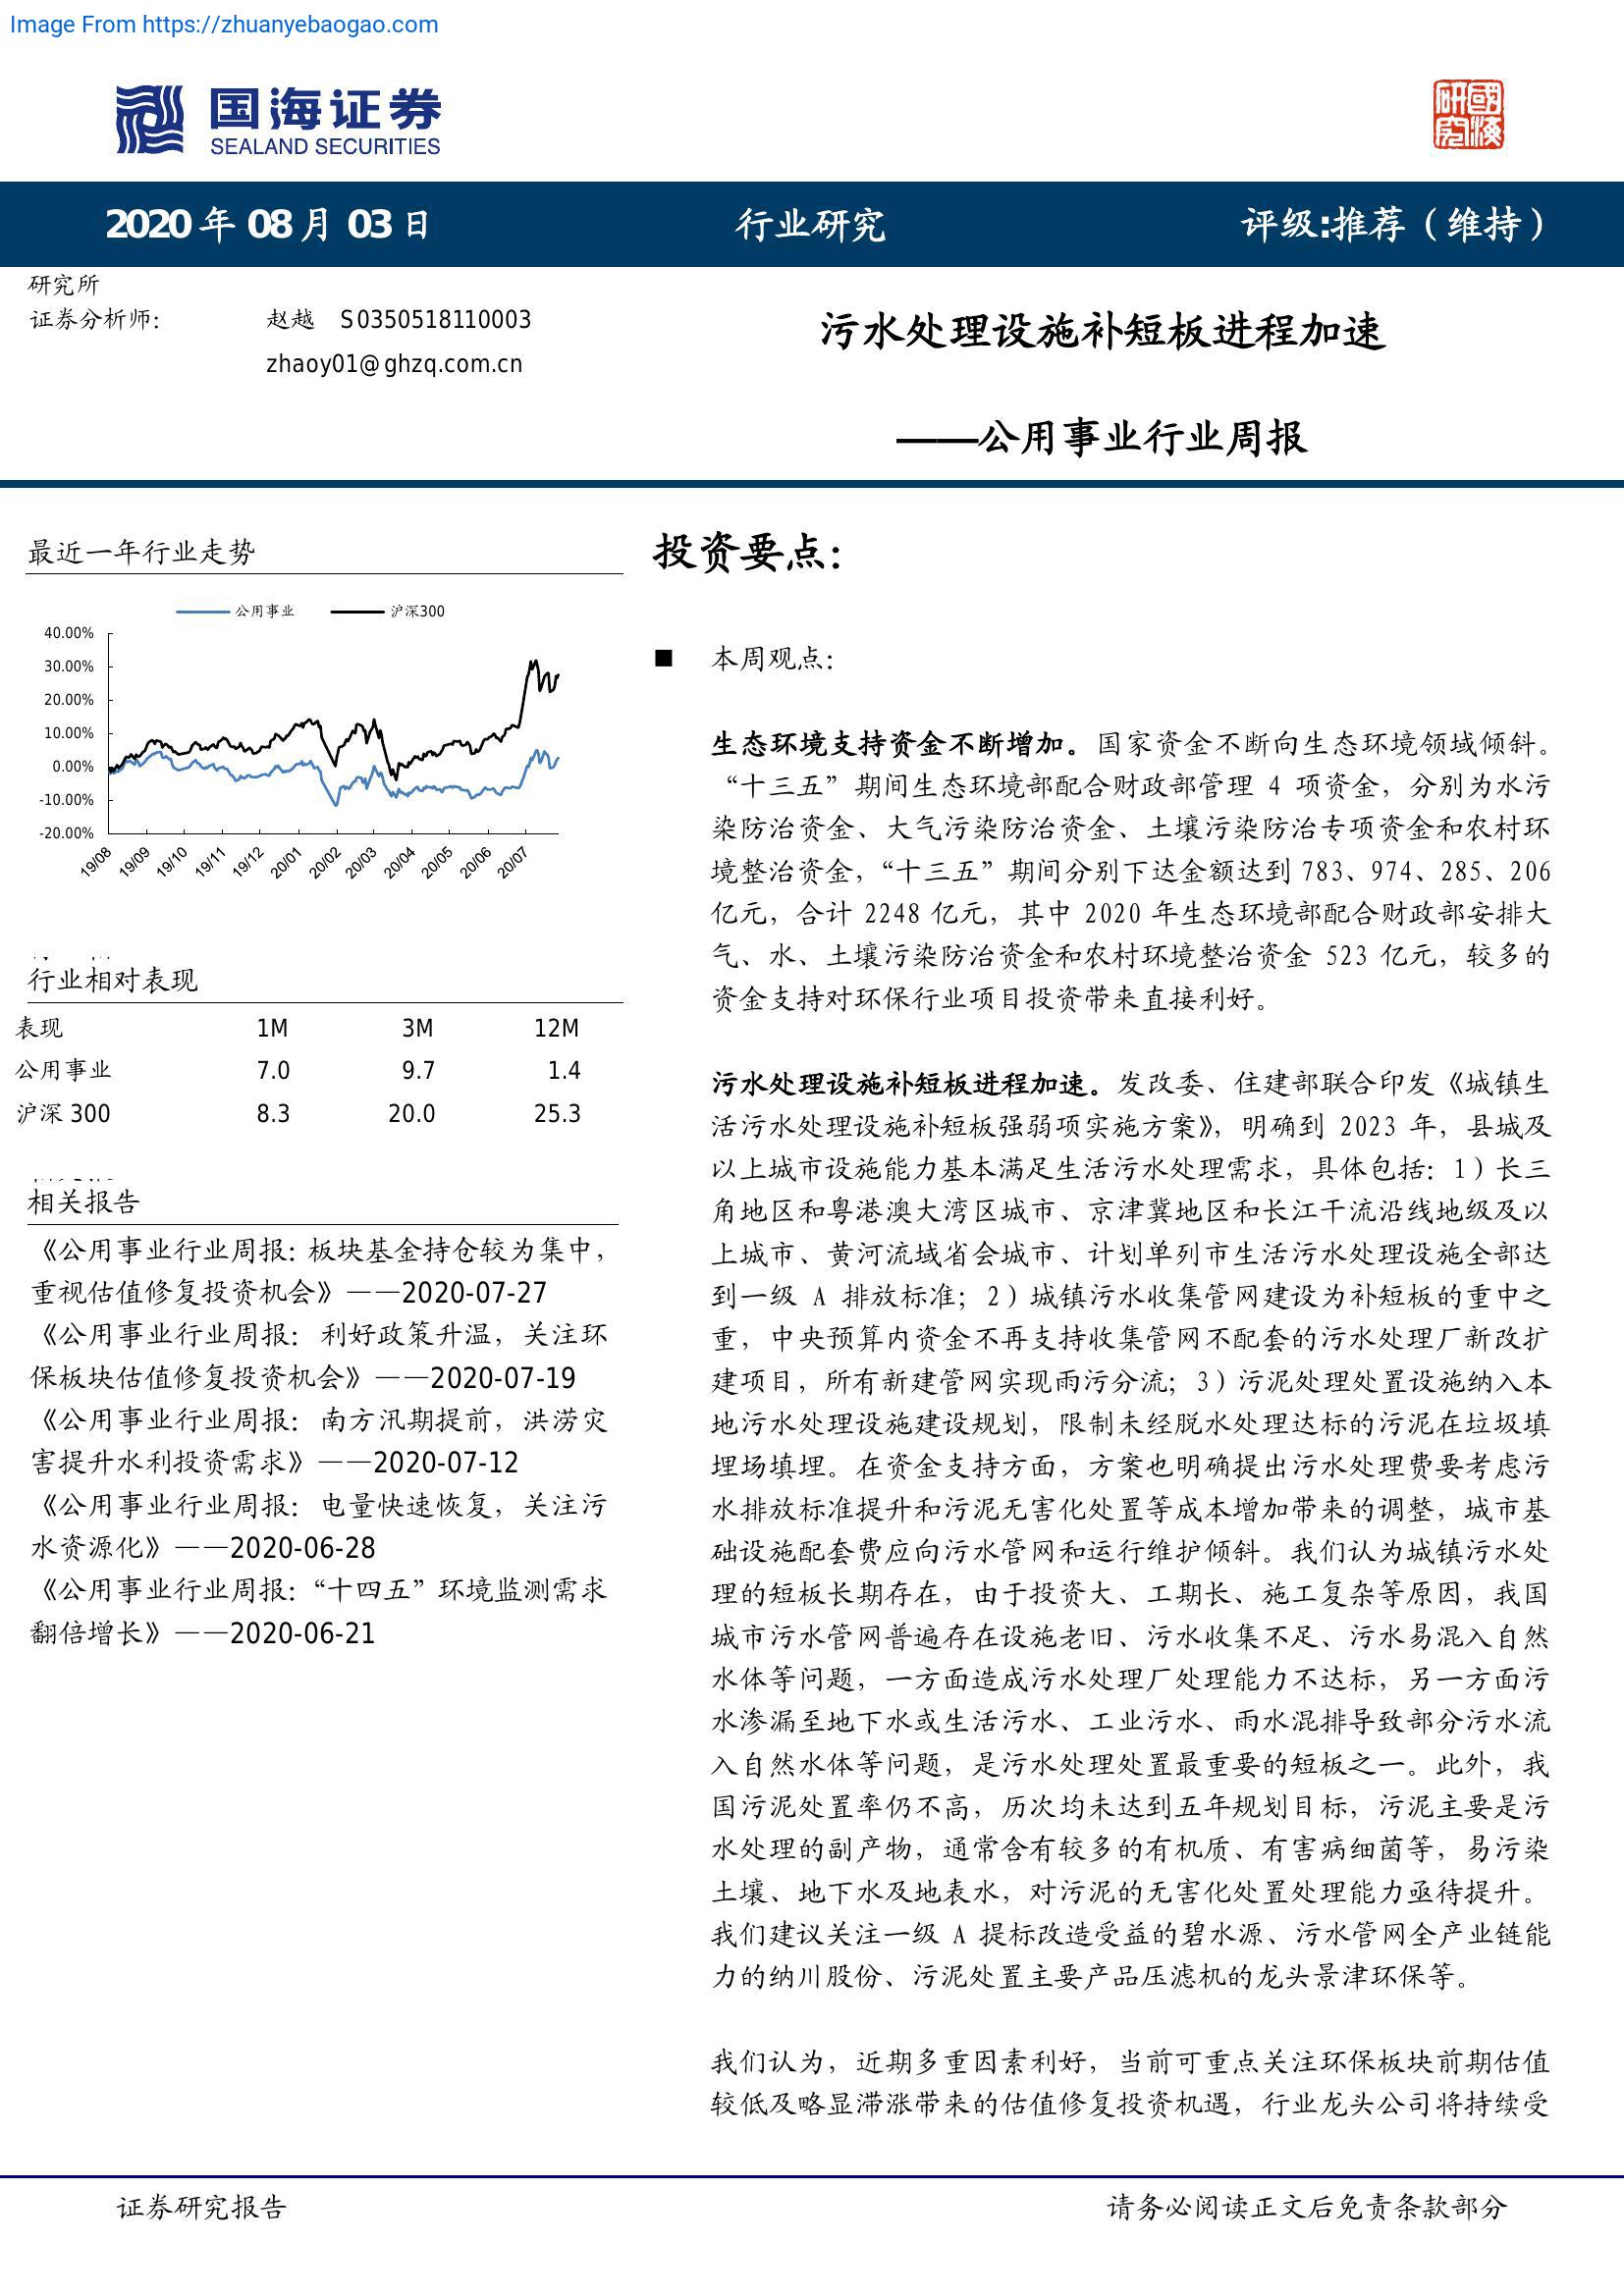 Image From https://zhuanyebaogao.com
国海证券
SEALAND SECURITIES
國海
研究
2020 年 08 月 03 日
行业研究
评级:推荐（维持）
研究所
证券分析师：
赵越 S0350518110003
zhaoy01@ghzq.com.cn
污水处理设施补短板进程加速
——公用事业行业周报
最近一年行业走势
公用事业 沪深300
40.00%
30.00%
20.00%
10.00%
0.00%
-10.00%
-20.00%
19/08 19/09 19/10 19/11 19/12 20/01 20/02 20/03 20/04 20/05 20/06 20/07
行业相对表现
表现 1M 3M 12M
公用事业 7.0 9.7 1.4
沪深 300 8.3 20.0 25.3
相关报告
《公用事业行业周报：板块基金持仓较为集中，
重视估值修复投资机会》——2020-07-27
《公用事业行业周报：利好政策升温，关注环
保板块估值修复投资机会》——2020-07-19
《公用事业行业周报：南方汛期提前，洪涝灾
害提升水利投资需求》——2020-07-12
《公用事业行业周报：电量快速恢复，关注污
水资源化》——2020-06-28
《公用事业行业周报：“十四五”环境监测需求
翻倍增长》——2020-06-21
投资要点：
■ 本周观点：
生态环境支持资金不断增加。国家资金不断向生态环境领域倾斜。
“十三五”期间生态环境部配合财政部管理 4 项资金，分别为水污
染防治资金、大气污染防治资金、土壤污染防治专项资金和农村环
境整治资金，“十三五”期间分别下达金额达到 783、974、285、206
亿元，合计 2248 亿元，其中 2020 年生态环境部配合财政部安排大
气、水、土壤污染防治资金和农村环境整治资金 523 亿元，较多的
资金支持对环保行业项目投资带来直接利好。
污水处理设施补短板进程加速。发改委、住建部联合印发《城镇生
活污水处理设施补短板强弱项实施方案》，明确到 2023 年，县城及
以上城市设施能力基本满足生活污水处理需求，具体包括：1）长三
角地区和粤港澳大湾区城市、京津冀地区和长江干流沿线地级及以
上城市、黄河流域省会城市、计划单列市生活污水处理设施全部达
到一级 A 排放标准；2）城镇污水收集管网建设为补短板的重中之
重，中央预算内资金不再支持收集管网不配套的污水处理厂新改扩
建项目，所有新建管网实现雨污分流；3）污泥处理处置设施纳入本
地污水处理设施建设规划，限制未经脱水处理达标的污泥在垃圾填
埋场填埋。在资金支持方面，方案也明确提出污水处理费要考虑污
水排放标准提升和污泥无害化处置等成本增加带来的调整，城市基
础设施配套费应向污水管网和运行维护倾斜。我们认为城镇污水处
理的短板长期存在，由于投资大、工期长、施工复杂等原因，我国
城市污水管网普遍存在设施老旧、污水收集不足、污水易混入自然
水体等问题，一方面造成污水处理厂处理能力不达标，另一方面污
水渗漏至地下水或生活污水、工业污水、雨水混排导致部分污水流
入自然水体等问题，是污水处理处置最重要的短板之一。此外，我
国污泥处置率仍不高，历次均未达到五年规划目标，污泥主要是污
水处理的副产物，通常含有较多的有机质、有害病细菌等，易污染
土壤、地下水及地表水，对污泥的无害化处置处理能力亟待提升。
我们建议关注一级 A 提标改造受益的碧水源、污水管网全产业链能
力的纳川股份、污泥处置主要产品压滤机的龙头景津环保等。
我们认为，近期多重因素利好，当前可重点关注环保板块前期估值
较低及略显滞涨带来的估值修复投资机遇，行业龙头公司将持续受
证券研究报告
请务必阅读正文后免责条款部分